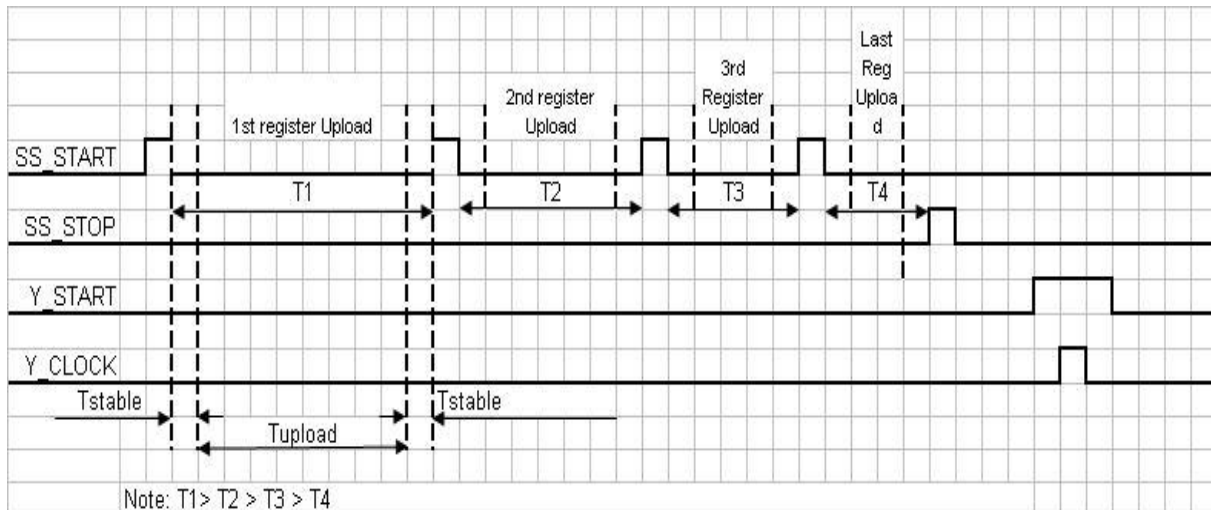 Last
Reg
Uploa
d
3rd
Register
Upload
2nd register
Upload
1st register Upload
SS_START
T1
T2
T3
T4
SS_STOP
Y_START
Y_CLOCK
Tstable
Tstable
Tupload
Note: T1> T2 > T3 > T4